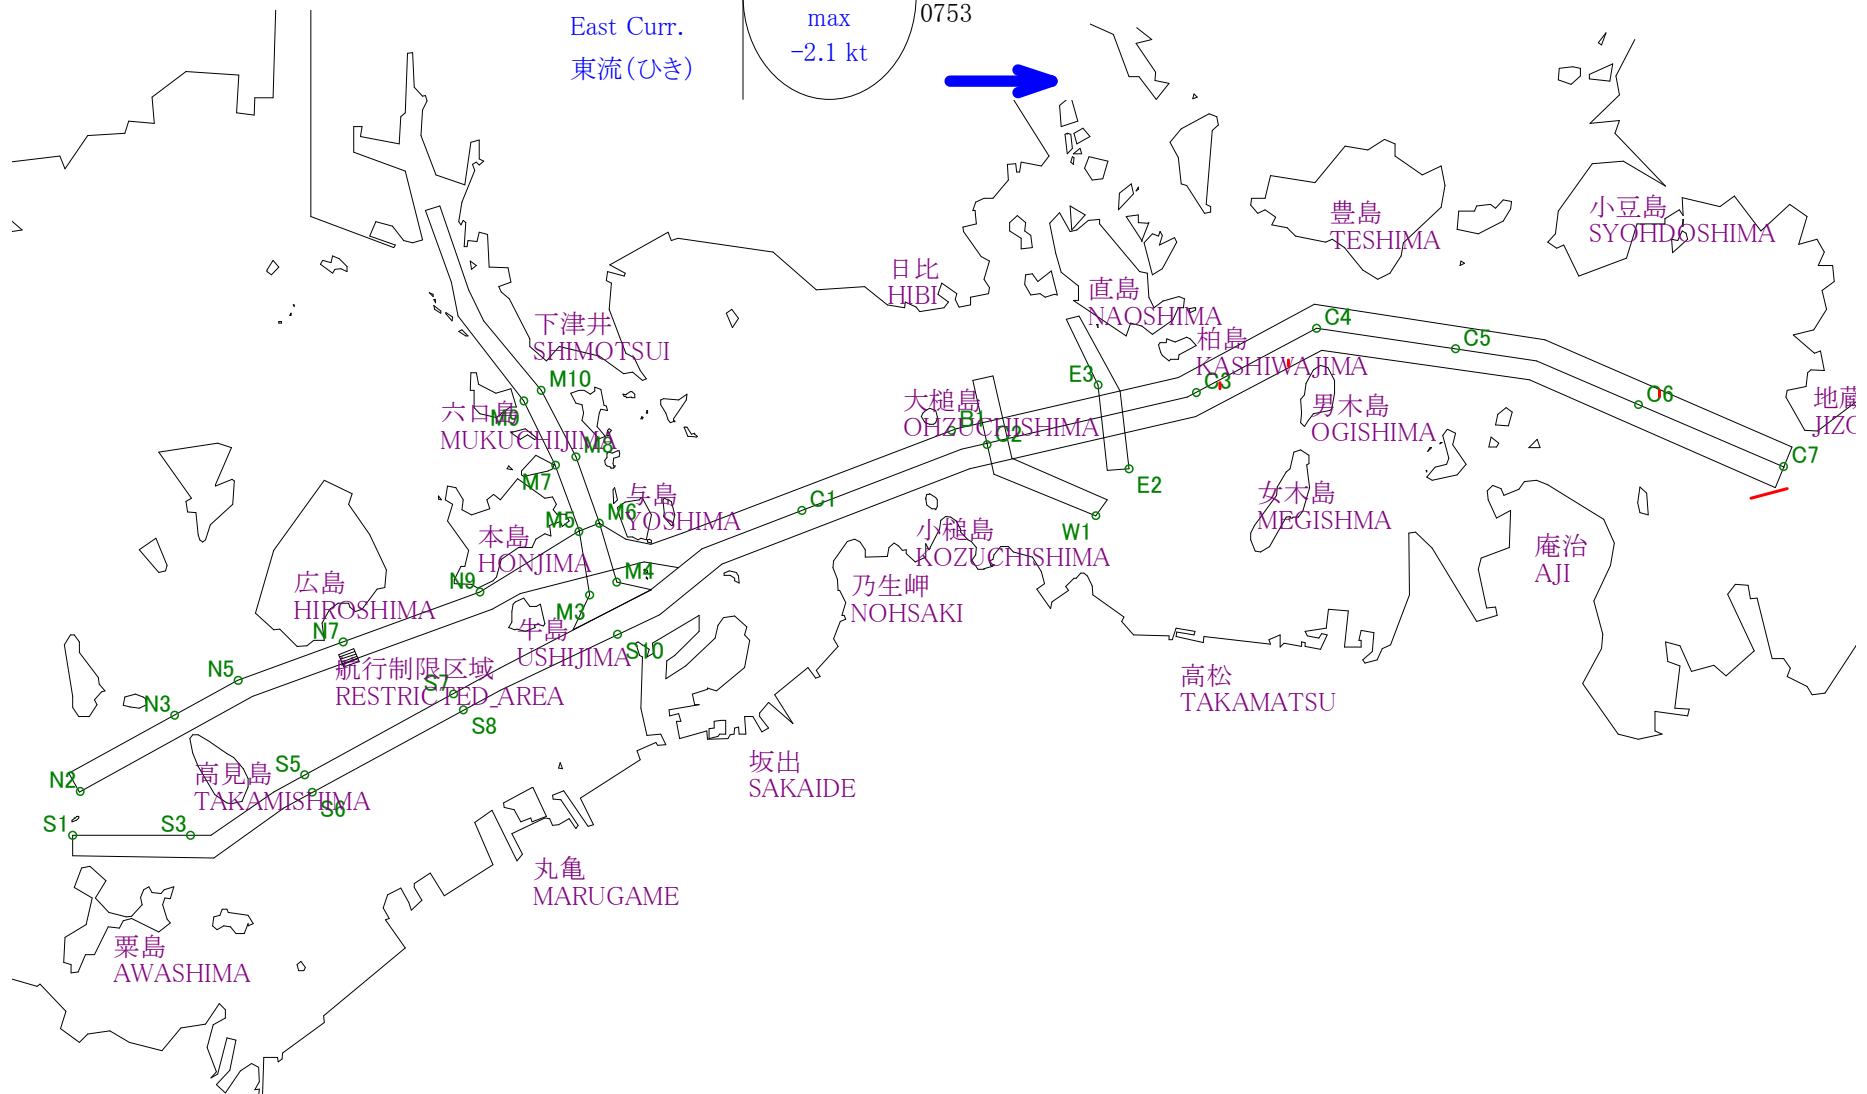 East Curr.
東流(ひき)
max
-2.1 kt
0753
豊島
TESHIMA
小豆島
SYOHDOSHIMA
日比
HIBI
直島
NAOSHIMA
下津井
SHIMOTSUI
柏島
KASHIWAJIMA
C4
C5
C3
E3
M10
M9
六口島
MUKUCHIJIMA
大槌島
OHZUCHISHIMA
B1
C2
男木島
OGISHIMA
C6
地蔵
JIZO
M8
M7
C7
E2
与島
YOSHIMA
C1
女木島
MEGISHMA
M5
M6
W1
本島
HONJIMA
小槌島
KOZUCHISHIMA
庵治
AJI
広島
HIROSHIMA
N9
M4
M3
乃生岬
NOHSAKI
N7
牛島
USHIJIMA
S10
航行制限区域
RESTRICTED_AREA
N5
S7
S8
N3
高松
TAKAMATSU
N2
高見島
TAKAMISHIMA
S5
S6
坂出
SAKAIDE
S1
S3
丸亀
MARUGAME
粟島
AWASHIMA